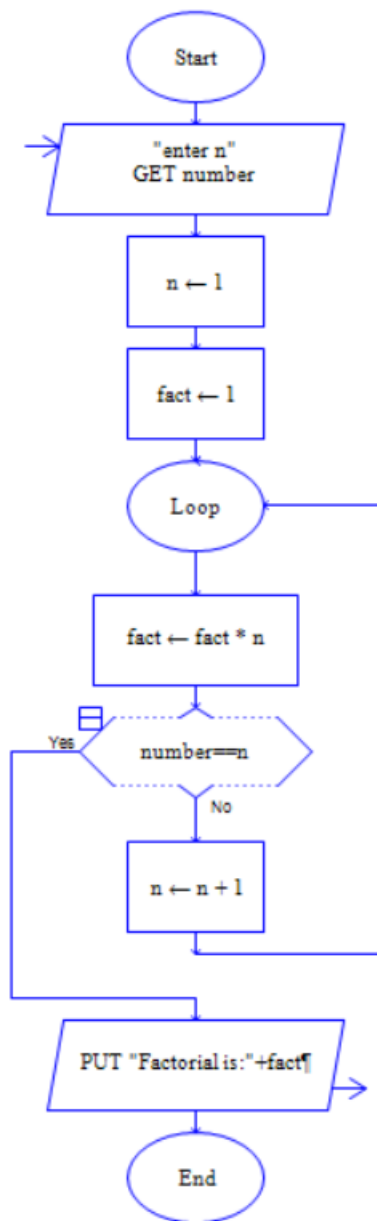 Start
"enter n"
GET number
n ← 1
fact ← 1
Loop
fact ← fact * n
Yes
number==n
No
n ← n + 1
PUT "Factorial is:"+fact¶
End